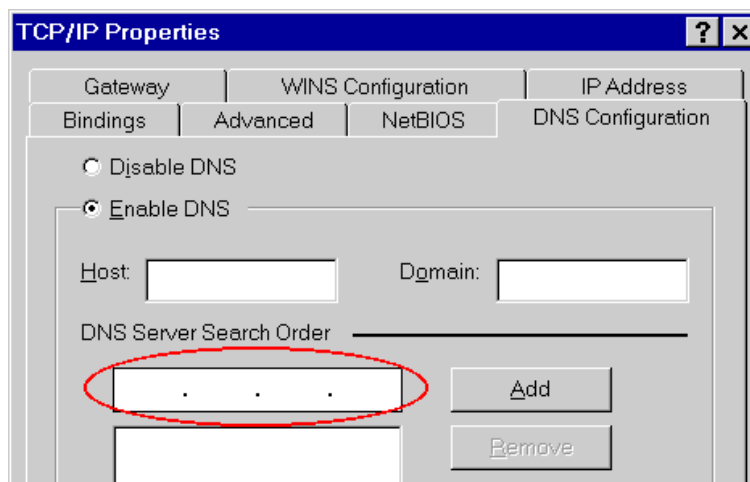 TCP/IP Properties
Gateway WINS Configuration IP Address
Bindings Advanced NetBIOS DNS Configuration
Disable DNS
Enable DNS
Host: Domain:
DNS Server Search Order
. . . Add
Remove